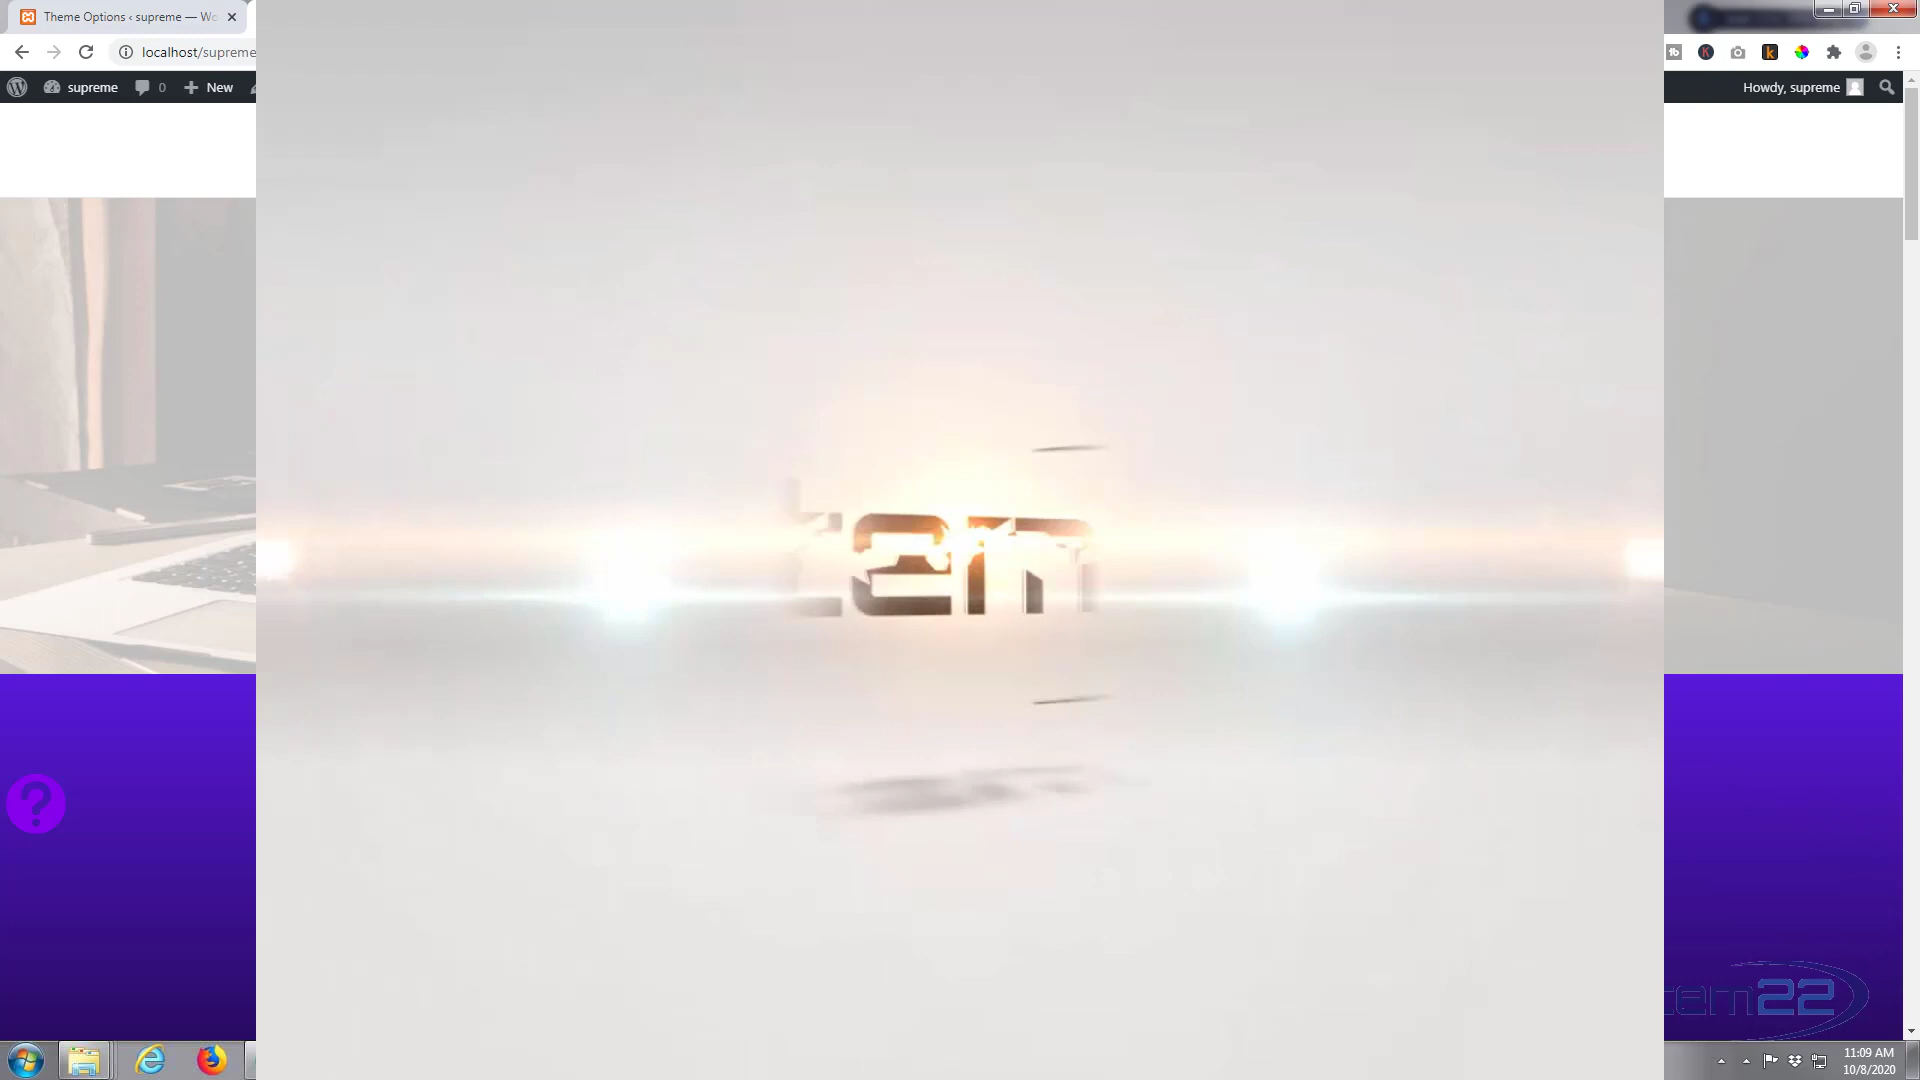 Theme Options ‹ supreme — Wo
localhost/supreme
supreme 0 New
Howdy, supreme
tem
tem22
11:09 AM
10/8/2020